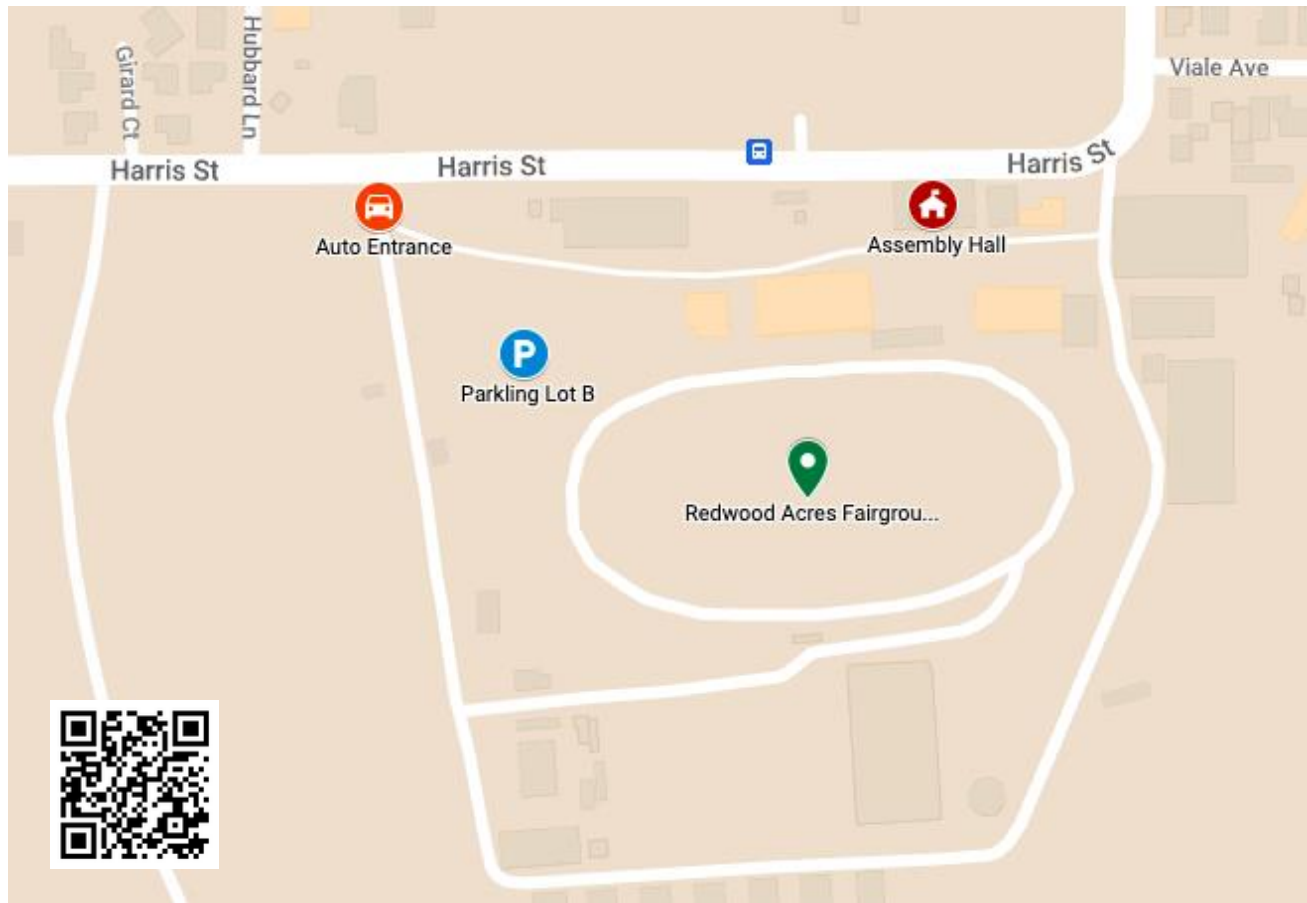 Girard Ct
Hubbard Ln
Viale Ave
Harris St
Harris St
Harris St
Auto Entrance
Assembly Hall
P
Parkling Lot B
Redwood Acres Fairgrou...